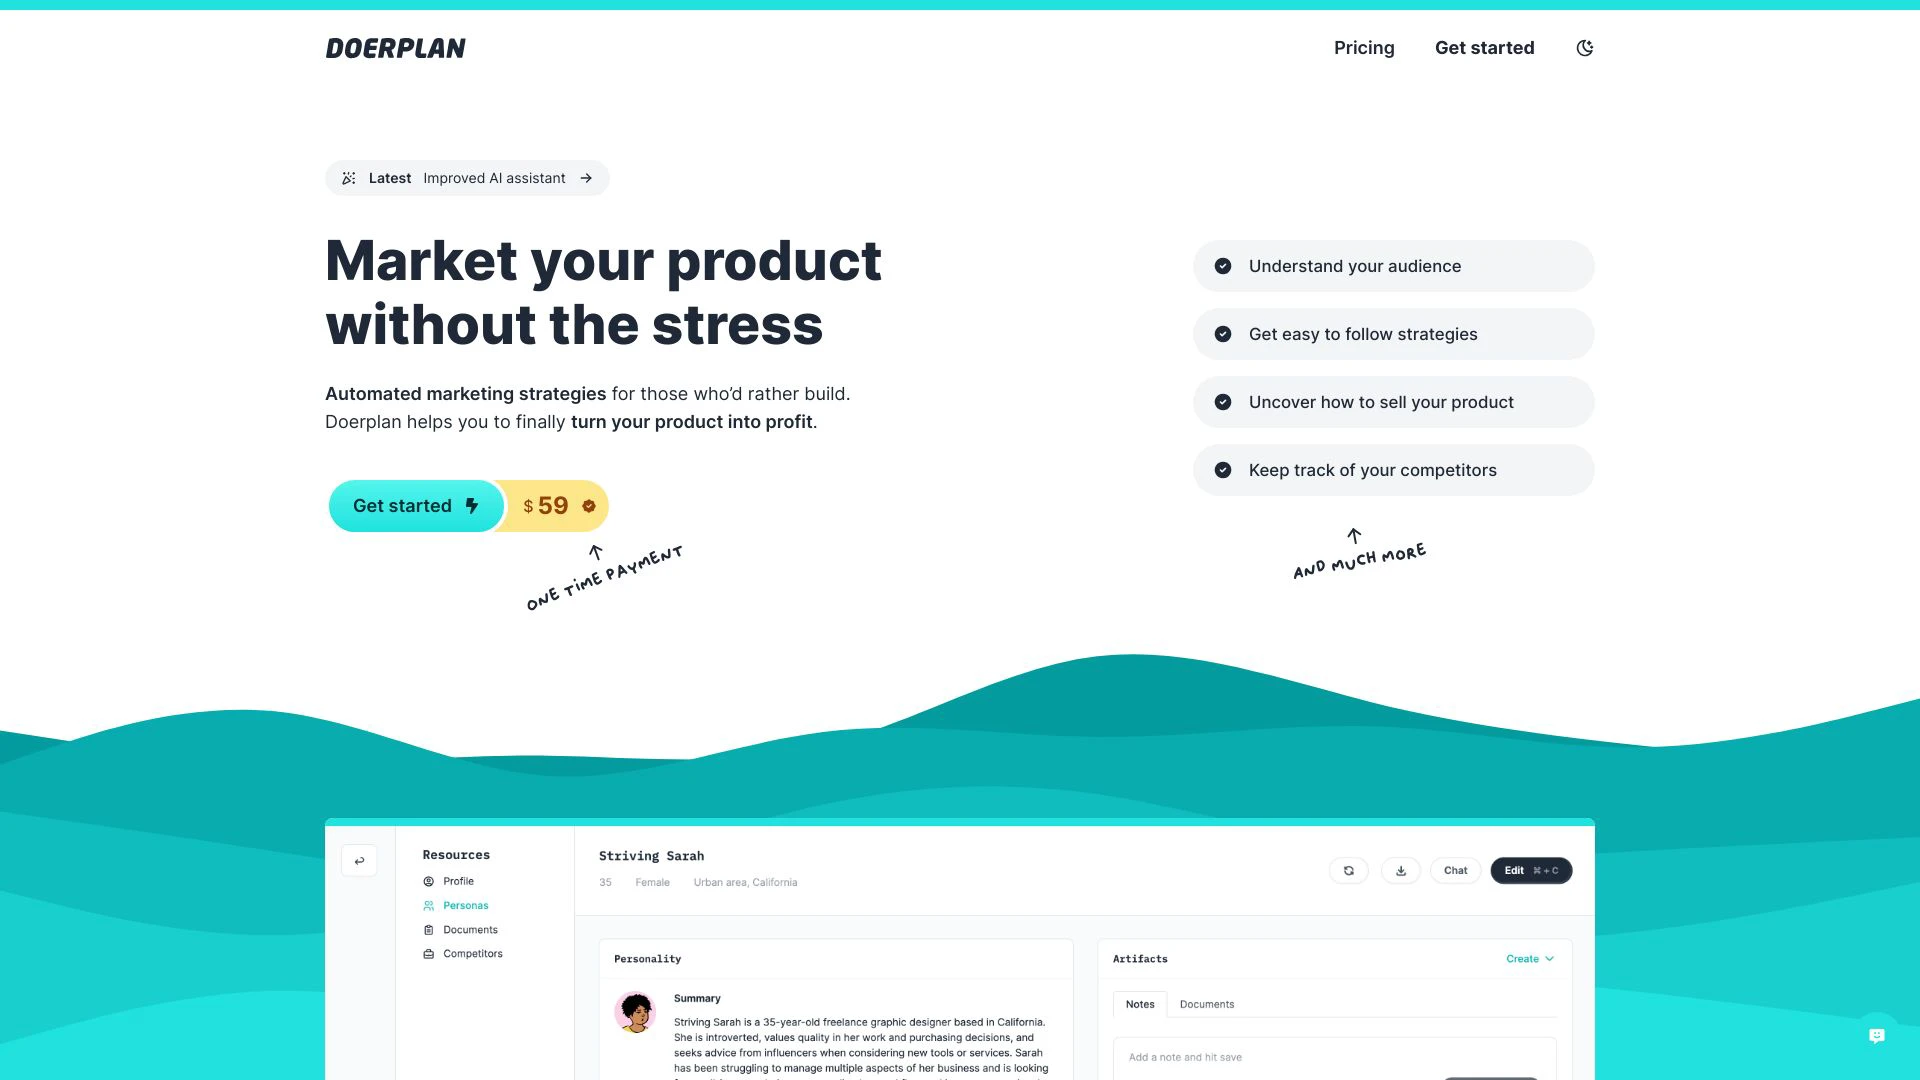 DOERPLAN
Pricing
Get started
Latest Improved AI assistant
Market your product
without the stress
Automated marketing strategies for those who’d rather build.
Doerplan helps you to finally turn your product into profit.
Get started
$ 59
ONE TIME PAYMENT
Understand your audience
Get easy to follow strategies
Uncover how to sell your product
Keep track of your competitors
AND MUCH MORE
Resources
Profile
Personas
Documents
Competitors
Striving Sarah
35 Female Urban area, California
Chat
Edit ⌘ + C
Personality
Summary
Striving Sarah is a 35-year-old freelance graphic designer based in California.
She is introverted, values quality in her work and purchasing decisions, and
seeks advice from influencers when considering new tools or services. Sarah
has been struggling to manage multiple aspects of her business and is looking
Artifacts
Create
Notes
Documents
Add a note and hit save